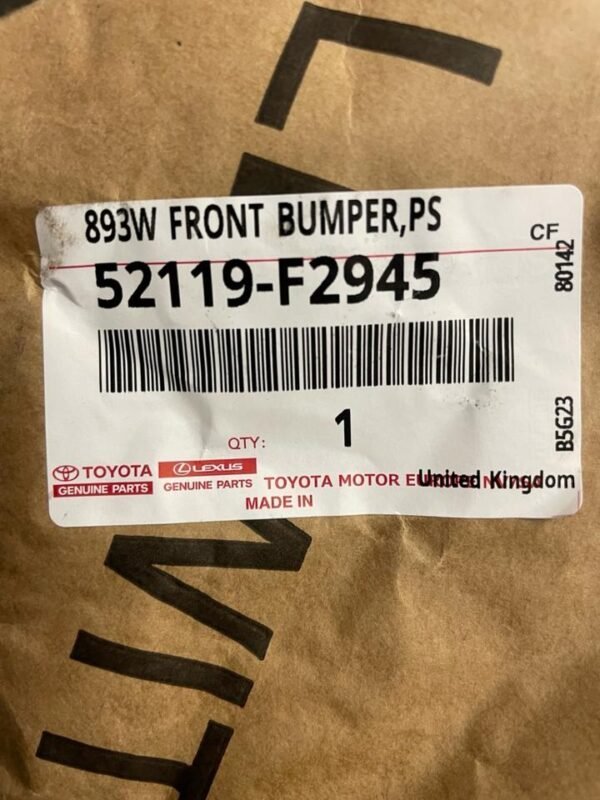 893W FRONT BUMPER,PS
CF
52119-F2945
80142
QTY:
1
B5G23
TOYOTA
GENUINE PARTS
LEXUS
GENUINE PARTS
TOYOTA MOTOR
United Kingdom
MADE IN